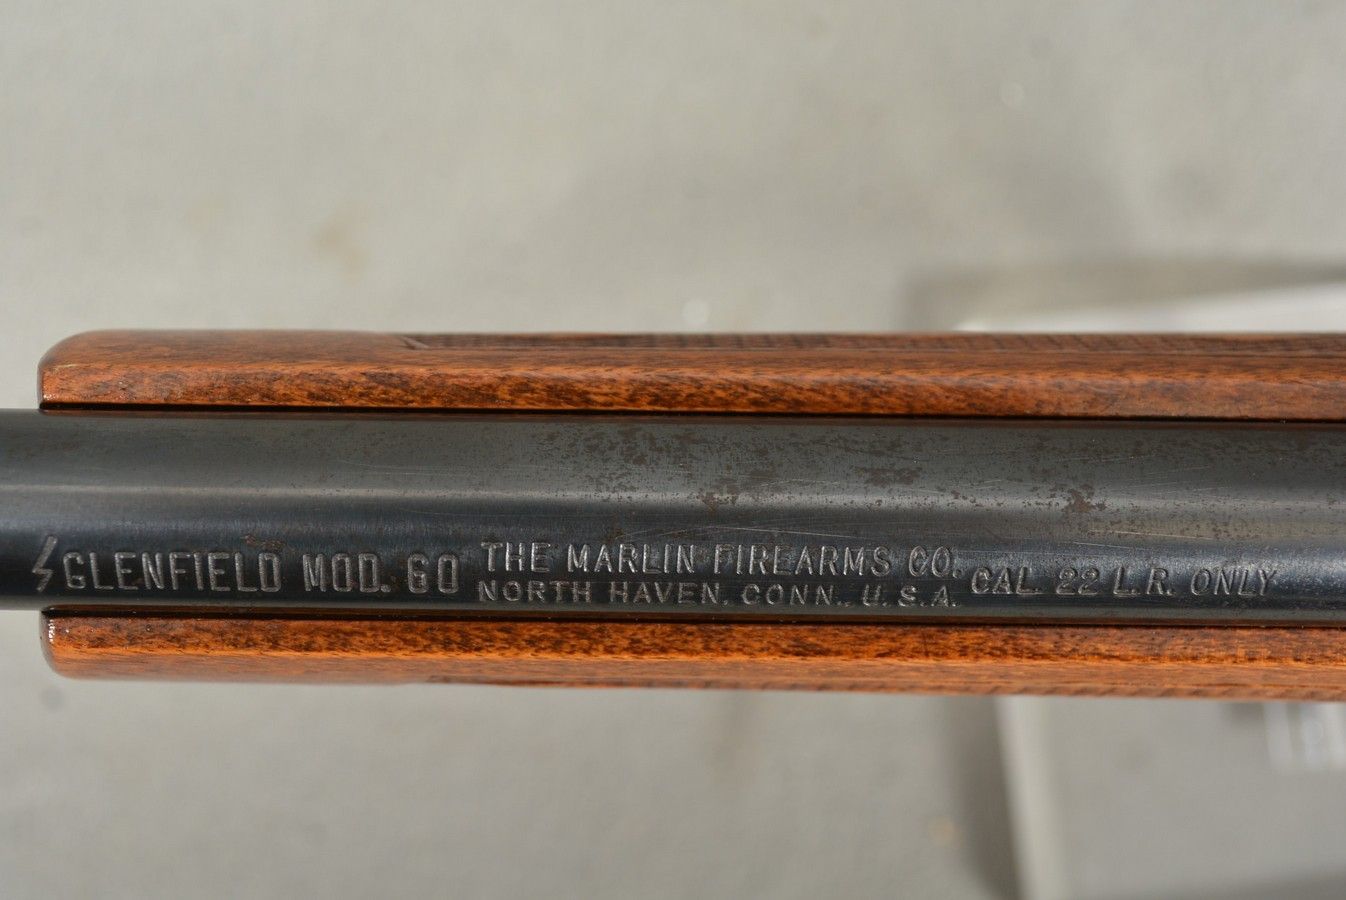 GLENFIELD MOD. 60
THE MARLIN FIREARMS CO.
NORTH HAVEN, CONN., U.S.A.
CAL. 22 L.R. ONLY